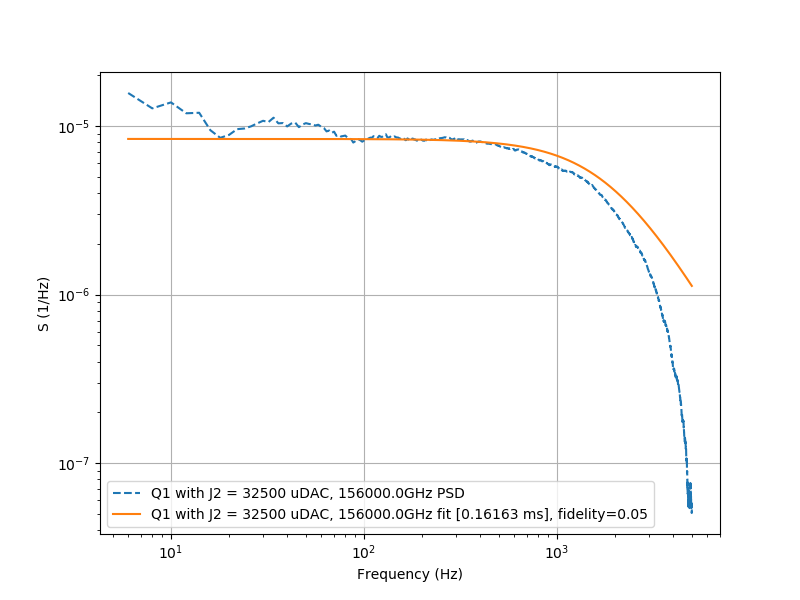 S (1/Hz)
10⁻⁵
10⁻⁶
10⁻⁷
Q1 with J2 = 32500 uDAC, 156000.0GHz PSD
Q1 with J2 = 32500 uDAC, 156000.0GHz fit [0.16163 ms], fidelity=0.05
10¹ 10² 10³
Frequency (Hz)